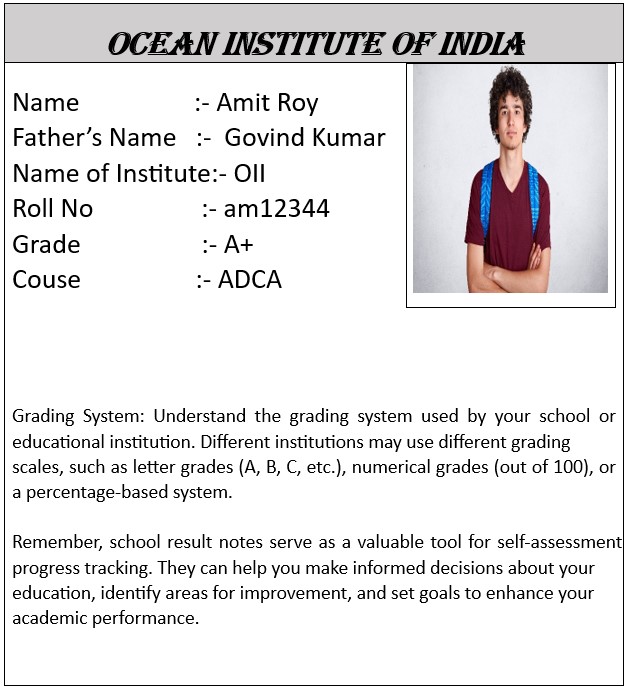 OCEAN INSTITUTE OF INDIA
Name :- Amit Roy
Father’s Name :- Govind Kumar
Name of Institute:- OII
Roll No :- am12344
Grade :- A+
Couse :- ADCA
Grading System: Understand the grading system used by your school or
educational institution. Different institutions may use different grading
scales, such as letter grades (A, B, C, etc.), numerical grades (out of 100), or
a percentage-based system.
Remember, school result notes serve as a valuable tool for self-assessment
progress tracking. They can help you make informed decisions about your
education, identify areas for improvement, and set goals to enhance your
academic performance.